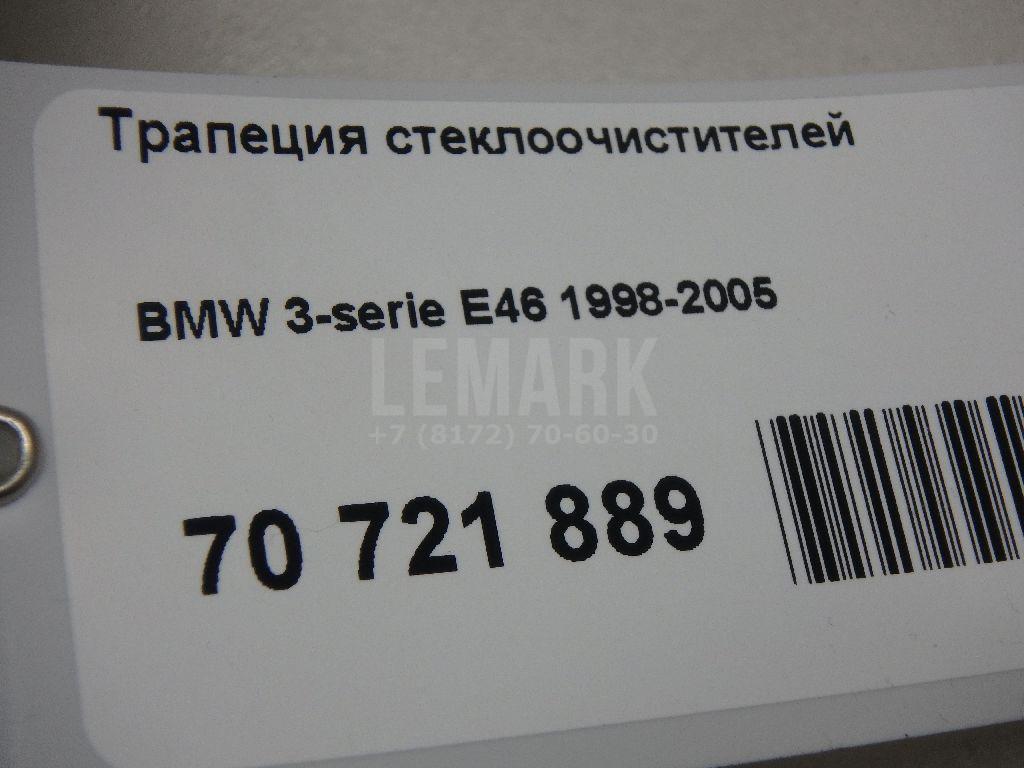 Трапеция стеклоочистителей
BMW 3-serie E46 1998-2005
LEMARK
+7 (8172) 70-60-30
70 721 889